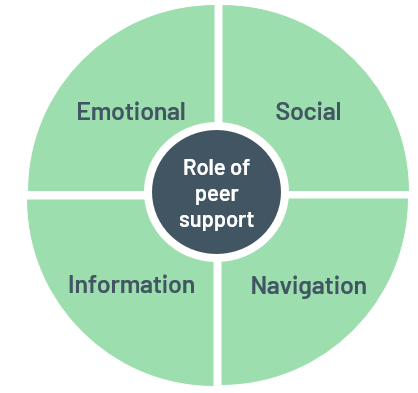 Emotional
Social
Role of
peer
support
Information
Navigation